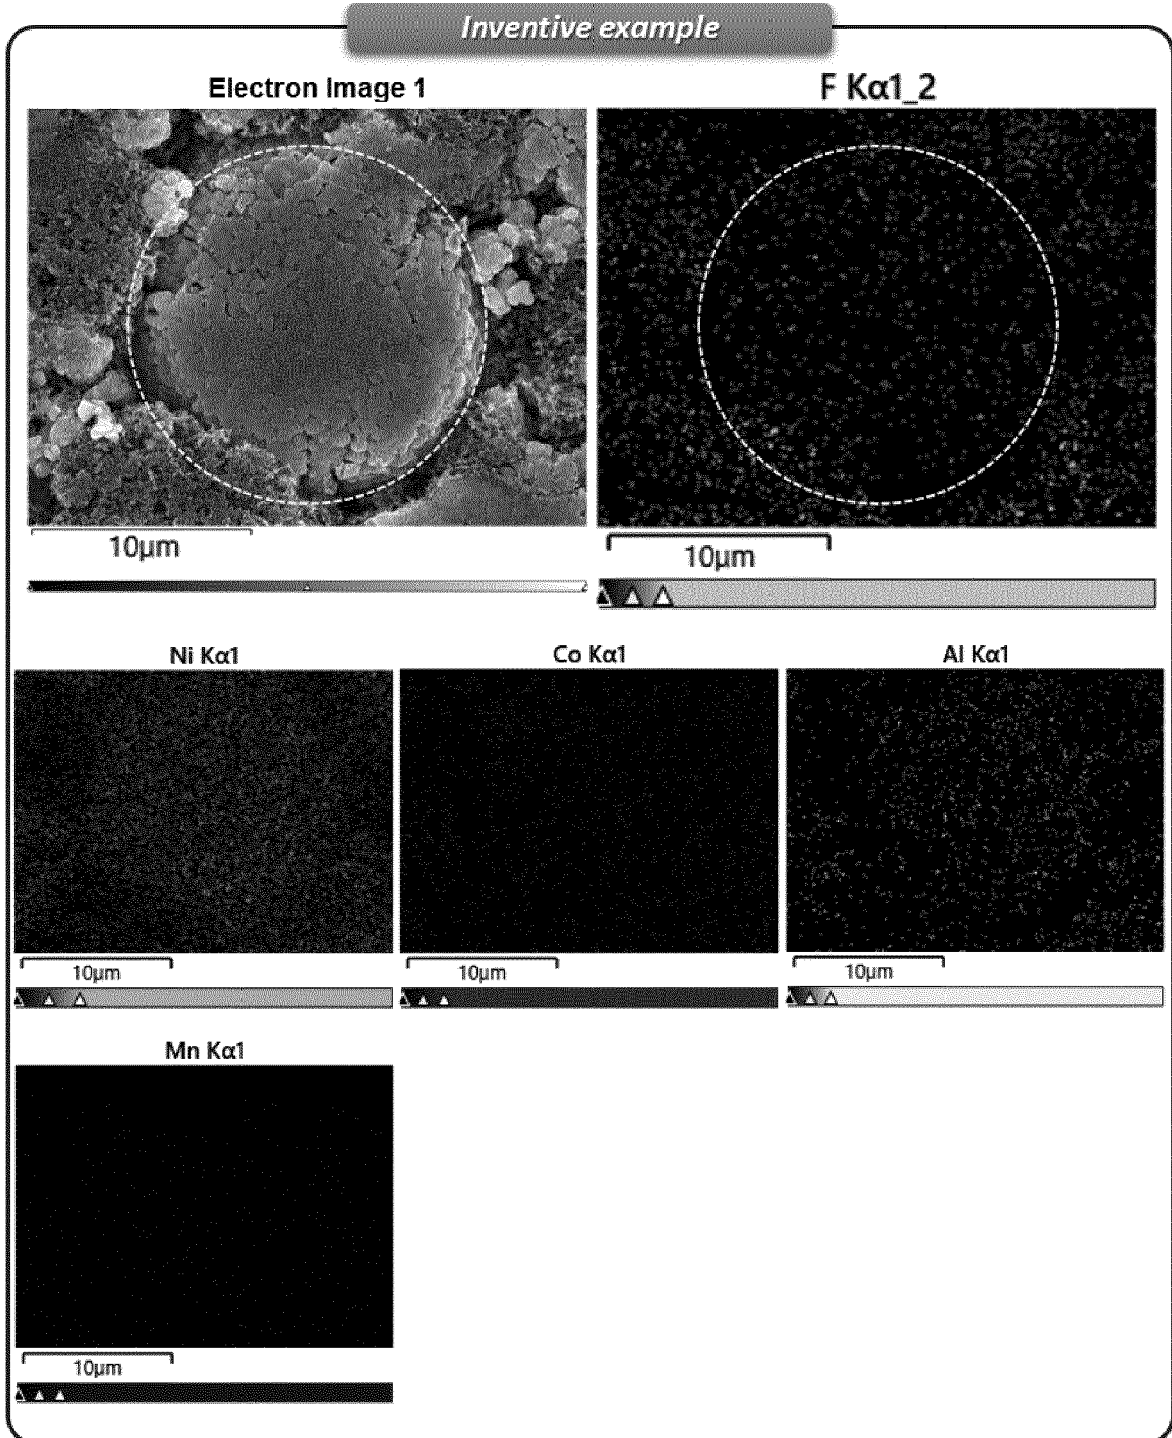 Inventive example
Electron Image 1
F Kα1_2
10μm
10μm
Ni Kα1
Co Kα1
Al Kα1
10μm
10μm
10μm
Mn Kα1
10μm